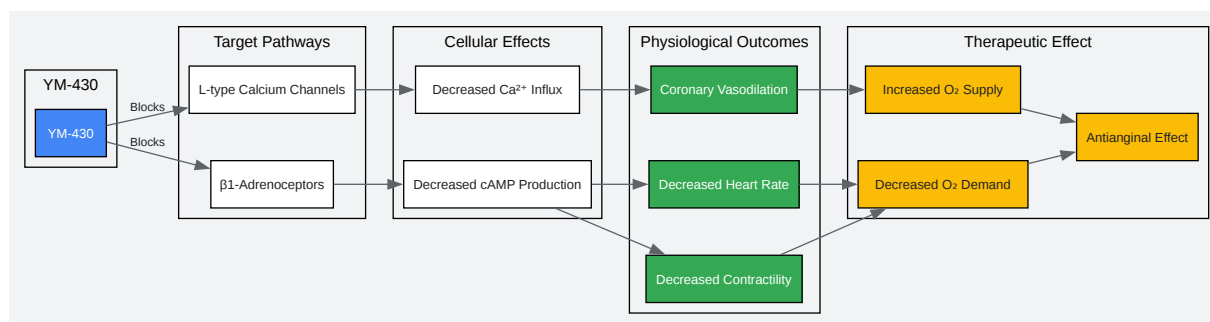 Target Pathways
Cellular Effects
Physiological Outcomes
Therapeutic Effect
YM-430
YM-430
Blocks
Blocks
L-type Calcium Channels
Decreased Ca²⁺ Influx
Coronary Vasodilation
Increased O₂ Supply
Antianginal Effect
β1-Adrenoceptors
Decreased cAMP Production
Decreased Heart Rate
Decreased O₂ Demand
Decreased Contractility